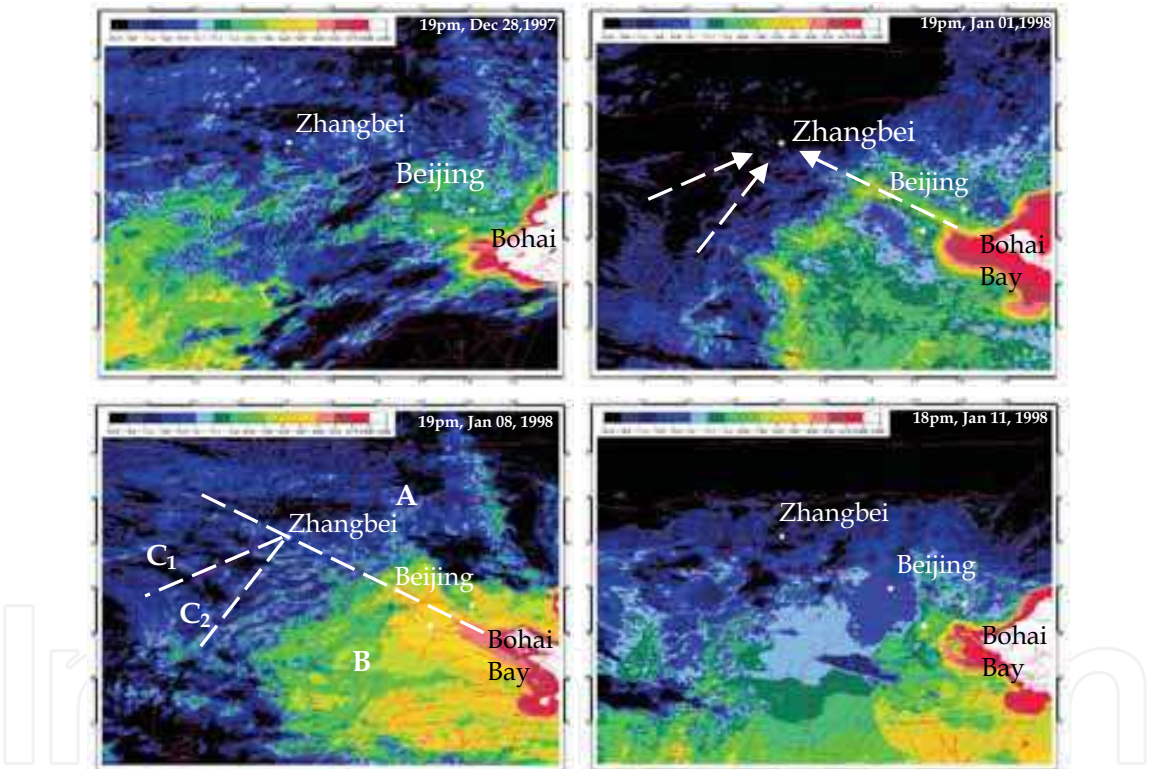 19pm, Dec 28,1997
Zhangbei
Beijing
Bohai
19pm, Jan 01,1998
Zhangbei
Beijing
Bohai
Bay
19pm, Jan 08, 1998
A
Zhangbei
C1
Beijing
C2
B
Bohai
Bay
18pm, Jan 11, 1998
Zhangbei
Beijing
Bohai
Bay